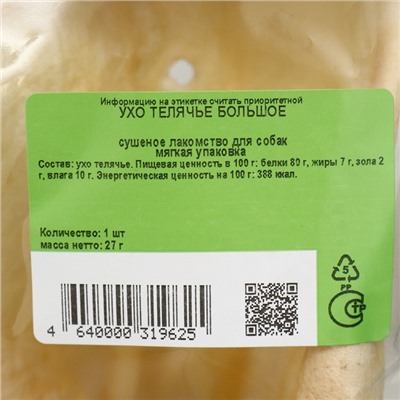 Информацию на этикетке считать приоритетной
УХО ТЕЛЯЧЬЕ БОЛЬШОЕ
сушеное лакомство для собак
мягкая упаковка
Состав: ухо телячье. Пищевая ценность в 100 г: белки 80 г, жиры 7 г, зола 2
г, влага 10 г. Энергетическая ценность на 100 г: 388 ккал.
Количество: 1 шт
масса нетто: 27 г
5
PP
4 640000 319625